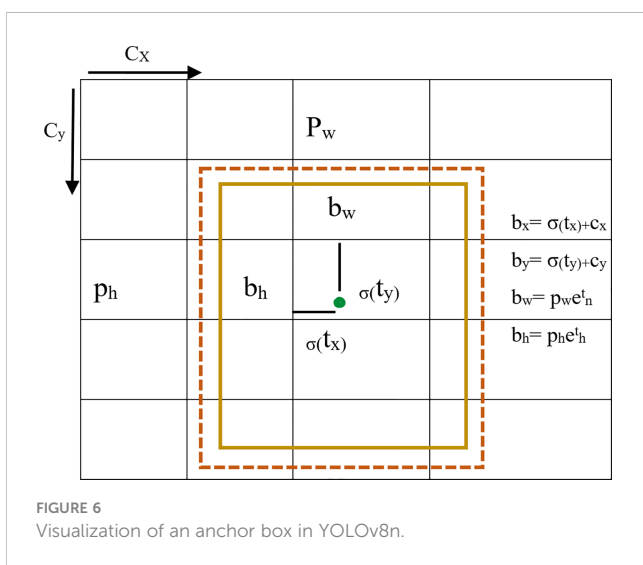 Cx
Cy
Pw
bw
ph
bh
σ(ty)
σ(tx)
bx= σ(tx)+cx
by= σ(ty)+cy
bw= pwetn
bh= pheth
FIGURE 6
Visualization of an anchor box in YOLOv8n.